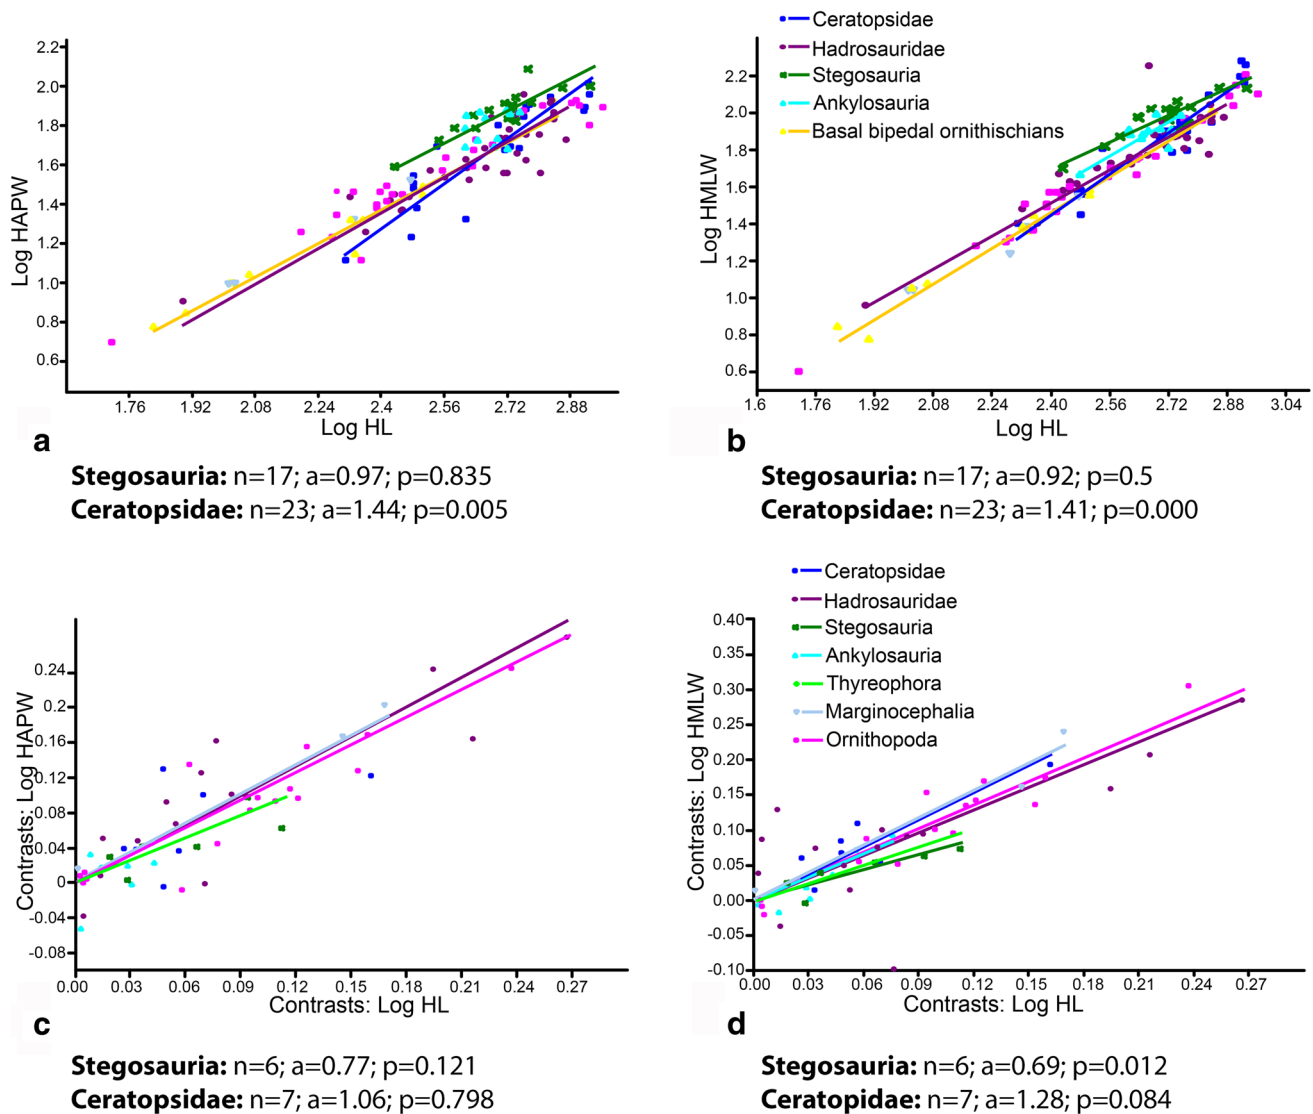 Ceratopsidae
Hadrosauridae
Stegosauria
Ankylosauria
Basal bipedal ornithischians
Log HAPW
2.2
2.0
1.8
1.6
1.4
1.2
1.0
0.8
0.6
1.76 1.92 2.08 2.24 2.4 2.56 2.72 2.88
Log HL
a
Stegosauria: n=17; a=0.97; p=0.835
Ceratopsidae: n=23; a=1.44; p=0.005
Log HMLW
2.2
2.0
1.8
1.6
1.4
1.2
1.0
0.8
0.6
1.6 1.76 1.92 2.08 2.24 2.40 2.56 2.72 2.88 3.04
Log HL
b
Stegosauria: n=17; a=0.92; p=0.5
Ceratopsidae: n=23; a=1.41; p=0.000
Contrasts: Log HAPW
0.24
0.2
0.16
0.12
0.08
0.04
0
-0.04
-0.08
0.00 0.03 0.06 0.09 0.12 0.15 0.18 0.21 0.24 0.27
Contrasts: Log HL
c
Stegosauria: n=6; a=0.77; p=0.121
Ceratopidae: n=7; a=1.06; p=0.798
Ceratopsidae
Hadrosauridae
Stegosauria
Ankylosauria
Thyreophora
Marginocephalia
Ornithopoda
Contrasts: Log HMLW
0.40
0.35
0.30
0.25
0.20
0.15
0.10
0.05
0.00
-0.05
-0.10
0.00 0.03 0.06 0.09 0.12 0.15 0.18 0.21 0.24 0.27
Contrasts: Log HL
d
Stegosauria: n=6; a=0.69; p=0.012
Ceratopidae: n=7; a=1.28; p=0.084